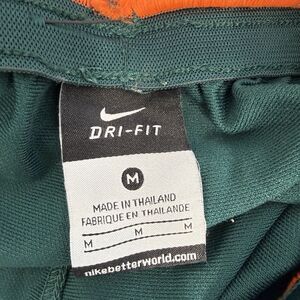 DRI-FIT
M
MADE IN THAILAND
FABRIQUE EN THAILANDE
M M M
nikebetterworld.com